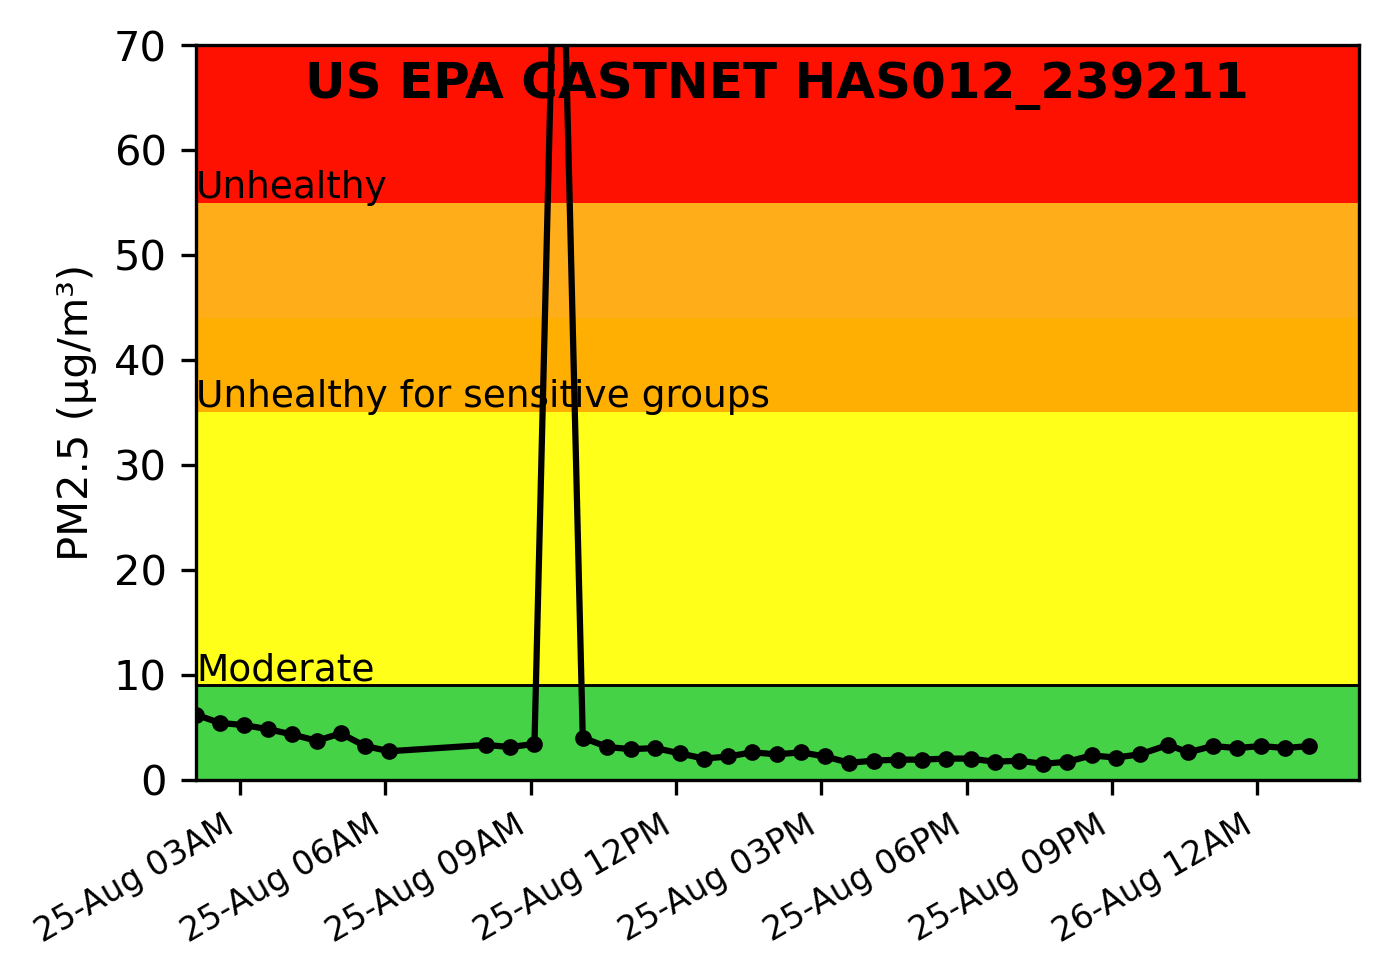 US EPA CASTNET HAS012_239211
PM2.5 (µg/m³)
70
60
50
40
30
20
10
0
Unhealthy
Unhealthy for sensitive groups
Moderate
25-Aug 03AM
25-Aug 06AM
25-Aug 09AM
25-Aug 12PM
25-Aug 03PM
25-Aug 06PM
25-Aug 09PM
26-Aug 12AM